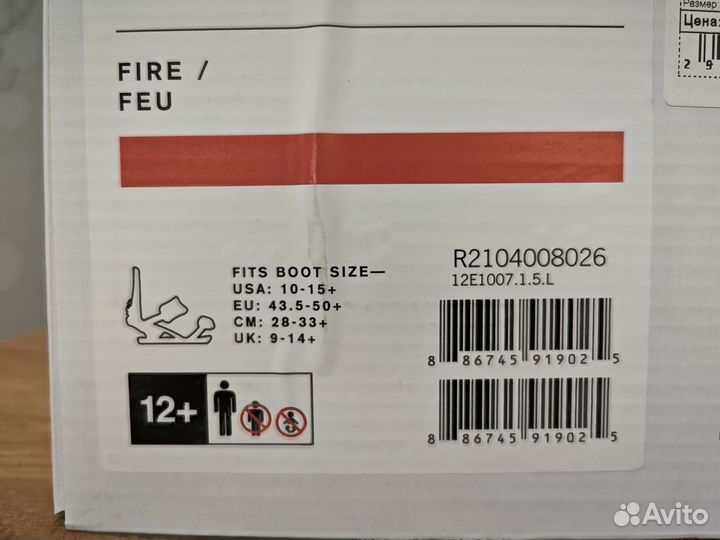 Размер
Цена:
2 9
FIRE /
FEU
FITS BOOT SIZE—
USA: 10-15+
EU: 43.5-50+
CM: 28-33+
UK: 9-14+
12+
R2104008026
12E1007.1.5.L
8 86745 91902 5
8 86745 91902 5
Avito